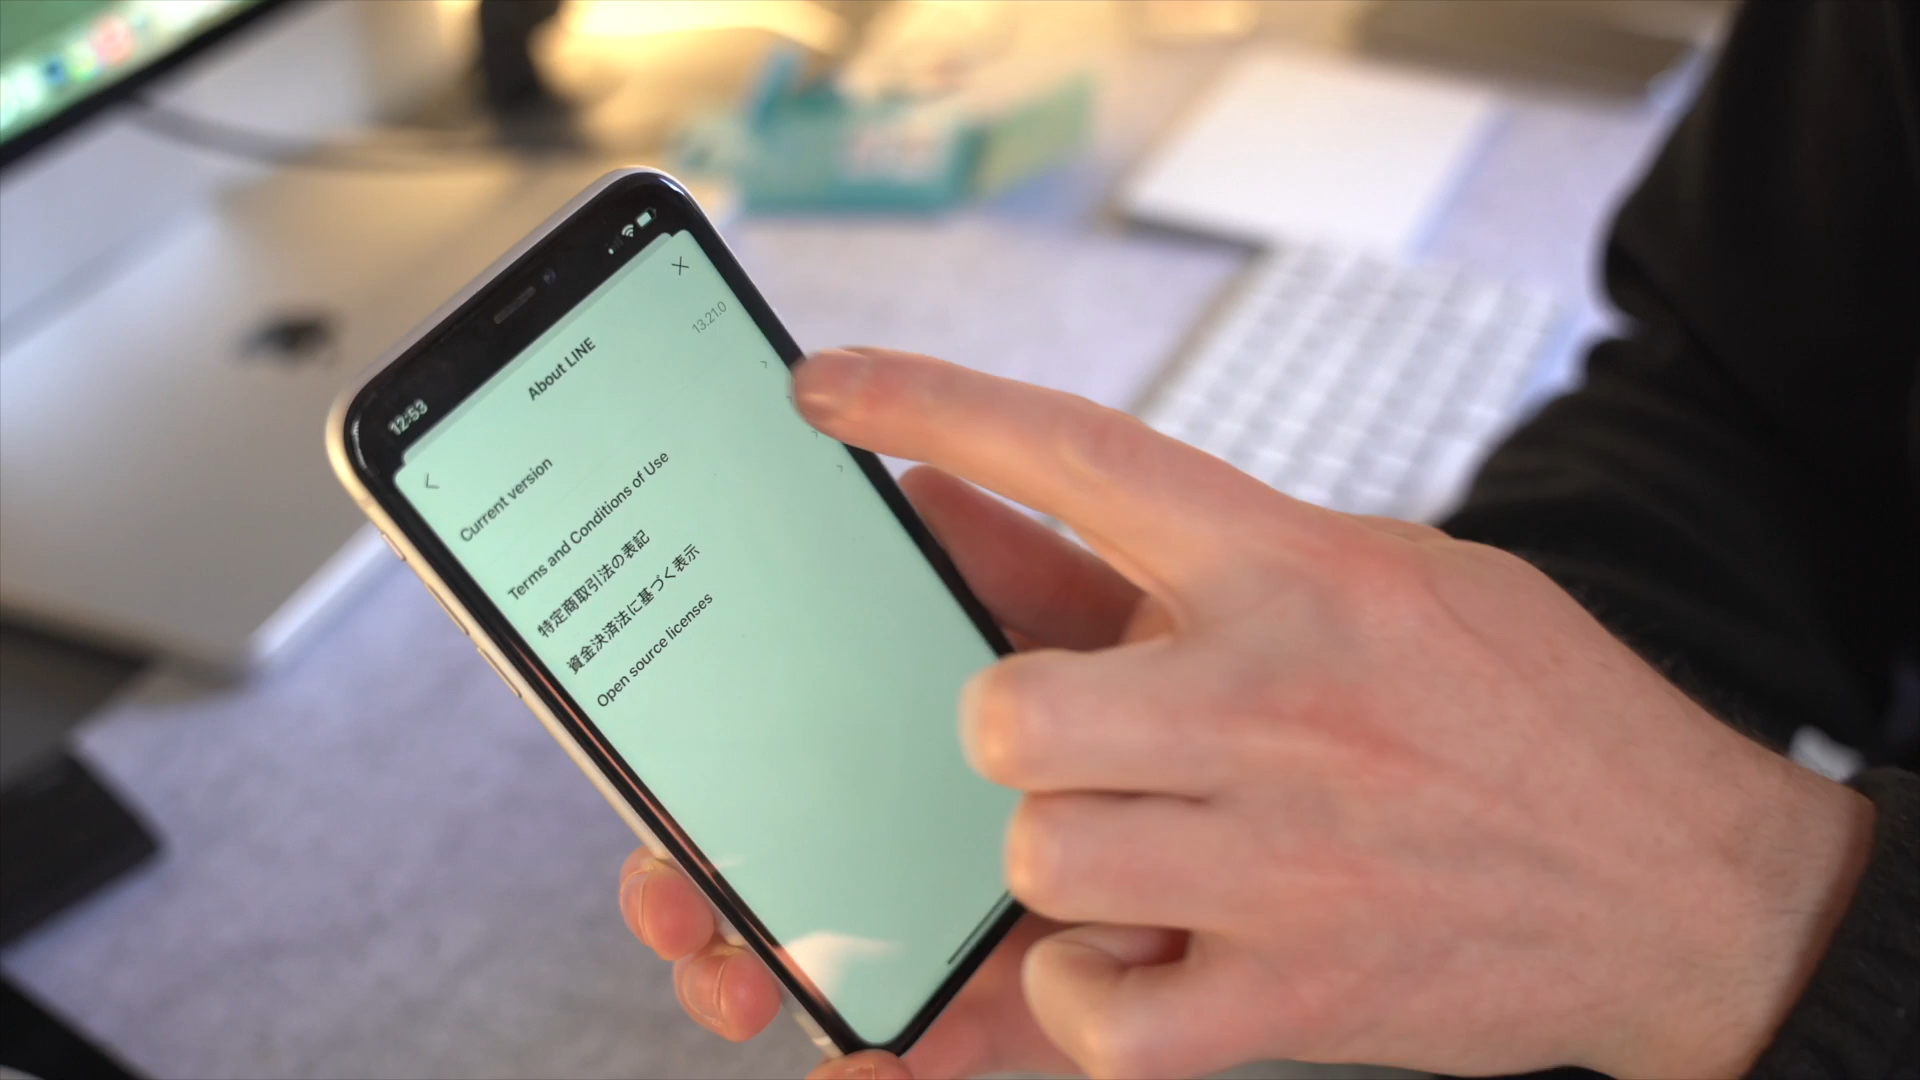 12:53
About LINE
Current version 13.21.0
Terms and Conditions of Use
特定商取引法の表記
資金決済法に基づく表示
Open source licenses